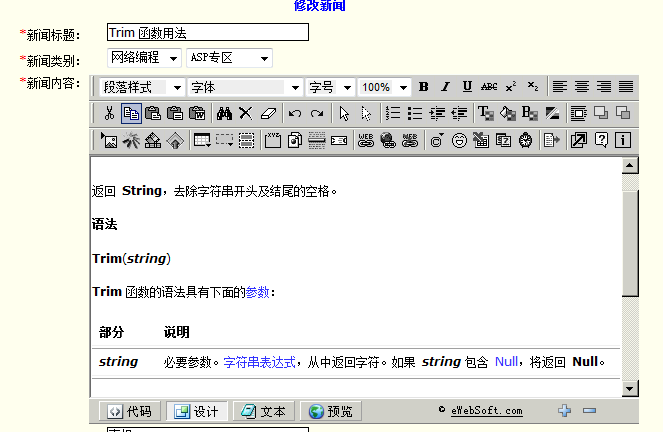 修改新闻
*新闻标题： Trim 函数用法
*新闻类别： 网络编程 ASP专区
*新闻内容： 段落样式 字体 字号 100% B I U ABC x² x₂
返回 String，去除字符串开头及结尾的空格。
语法
Trim(string)
Trim 函数的语法具有下面的参数：
部分 说明
string 必要参数。字符串表达式，从中返回字符。如果 string 包含 Null，将返回 Null。
代码 设计 文本 预览 © eWebSoft.com